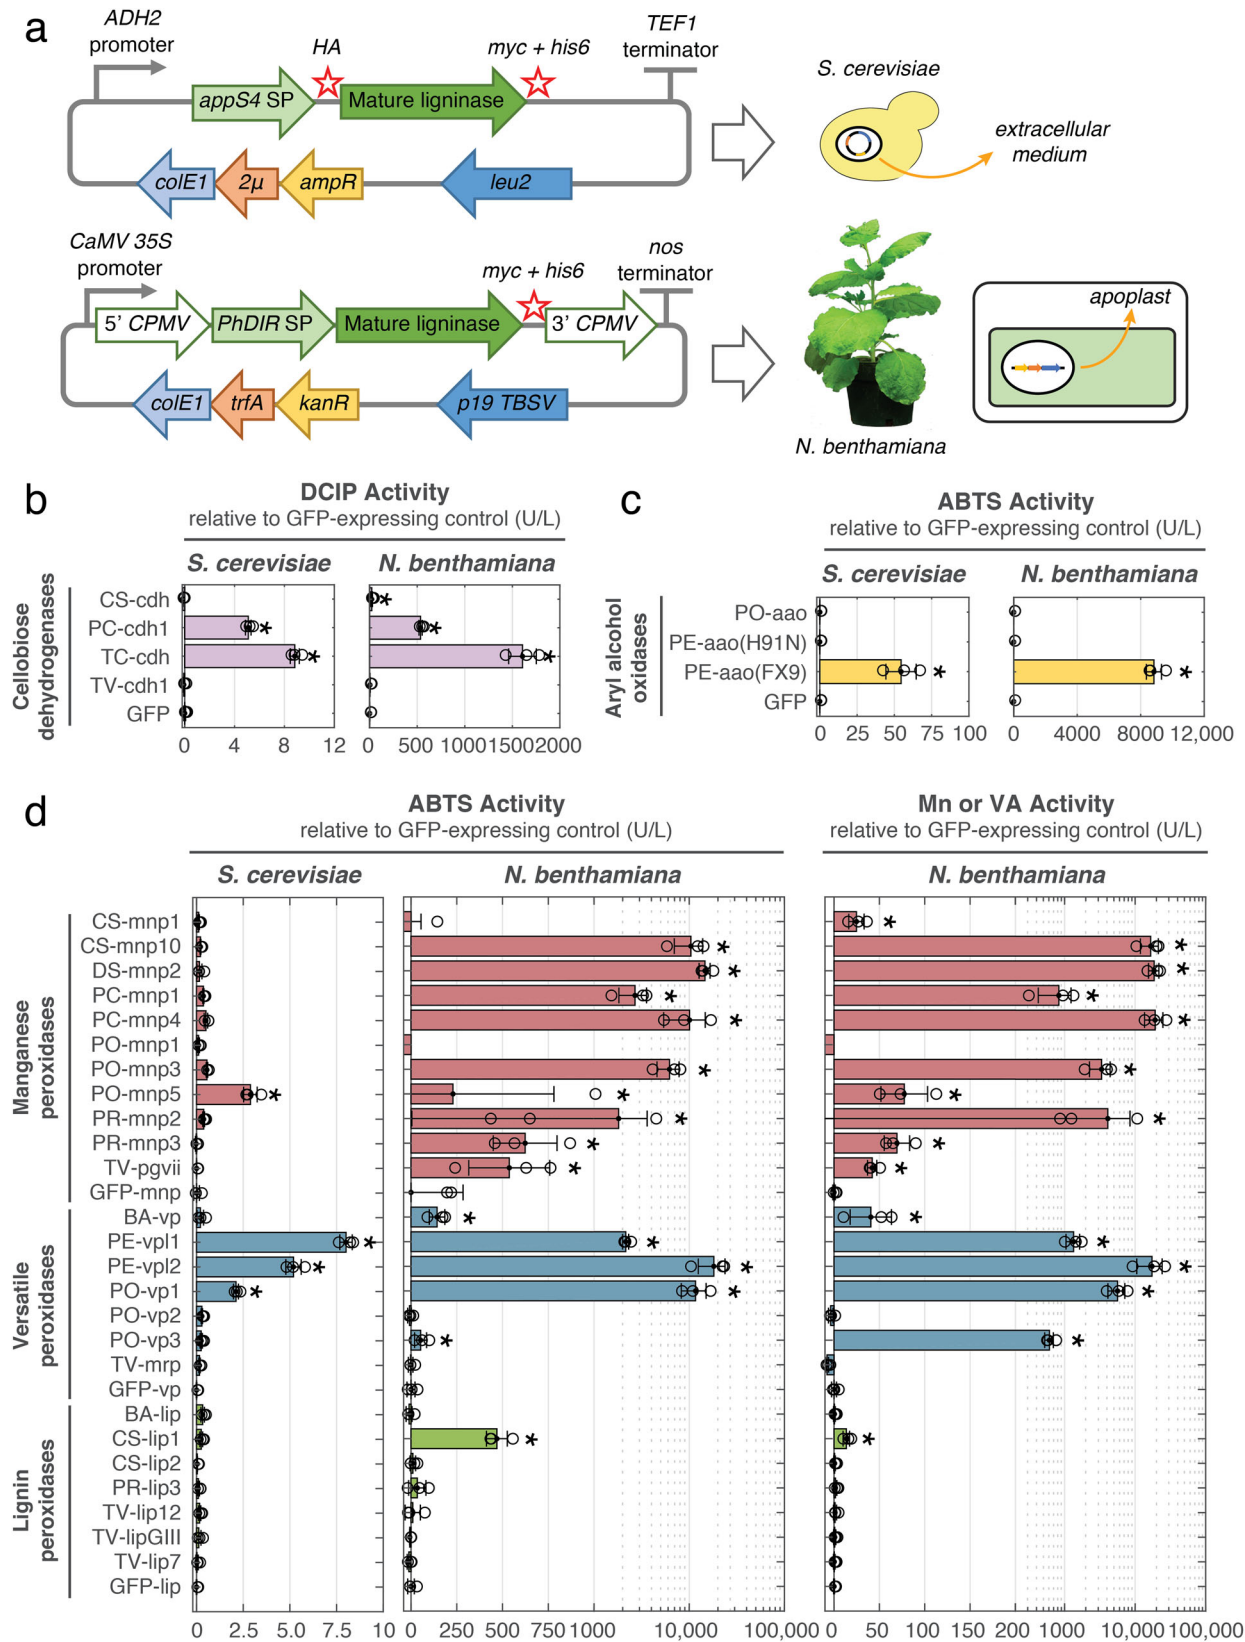 a
ADH2
promoter
HA
myc + his6
TEF1
terminator
appS4 SP
Mature ligninase
colE1
2µ
ampR
leu2
S. cerevisiae
extracellular
medium
CaMV 35S
promoter
myc + his6
nos
terminator
5' CPMV
PhDIR SP
Mature ligninase
3' CPMV
colE1
trfA
kanR
p19 TBSV
apoplast
N. benthamiana
b
DCIP Activity
relative to GFP-expressing control (U/L)
S. cerevisiae
N. benthamiana
Cellobiose
dehydrogenases
CS-cdh
*
PC-cdh1
*
*
TC-cdh
*
*
TV-cdh1
GFP
0 4 8 12
0 500 1000 1500 2000
c
ABTS Activity
relative to GFP-expressing control (U/L)
S. cerevisiae
N. benthamiana
Aryl alcohol
oxidases
PO-aao
PE-aao(H91N)
PE-aao(FX9)
*
*
GFP
0 25 50 75 100
0 4000 8000 12,000
d
ABTS Activity
relative to GFP-expressing control (U/L)
S. cerevisiae
N. benthamiana
Mn or VA Activity
relative to GFP-expressing control (U/L)
N. benthamiana
Manganese
peroxidases
CS-mnp1 *
CS-mnp10 * *
DS-mnp2 * *
PC-mnp1 * *
PC-mnp4 * *
PO-mnp1
PO-mnp3 * *
PO-mnp5 * * *
PR-mnp2 * *
PR-mnp3 * *
TV-pgvii * *
GFP-mnp
Versatile
peroxidases
BA-vp * *
PE-vpl1 * * *
PE-vpl2 * * *
PO-vp1 * * *
PO-vp2
PO-vp3 * *
TV-mrp
GFP-vp
Lignin
peroxidases
BA-lip
CS-lip1 * *
CS-lip2
PR-lip3
TV-lip12
TV-lipGIII
TV-lip7
GFP-lip
0 2.5 5.0 7.5 10
0 250 500 750 1000 10,000 100,000
0 50 100 150 200 1000 10,000 100,000